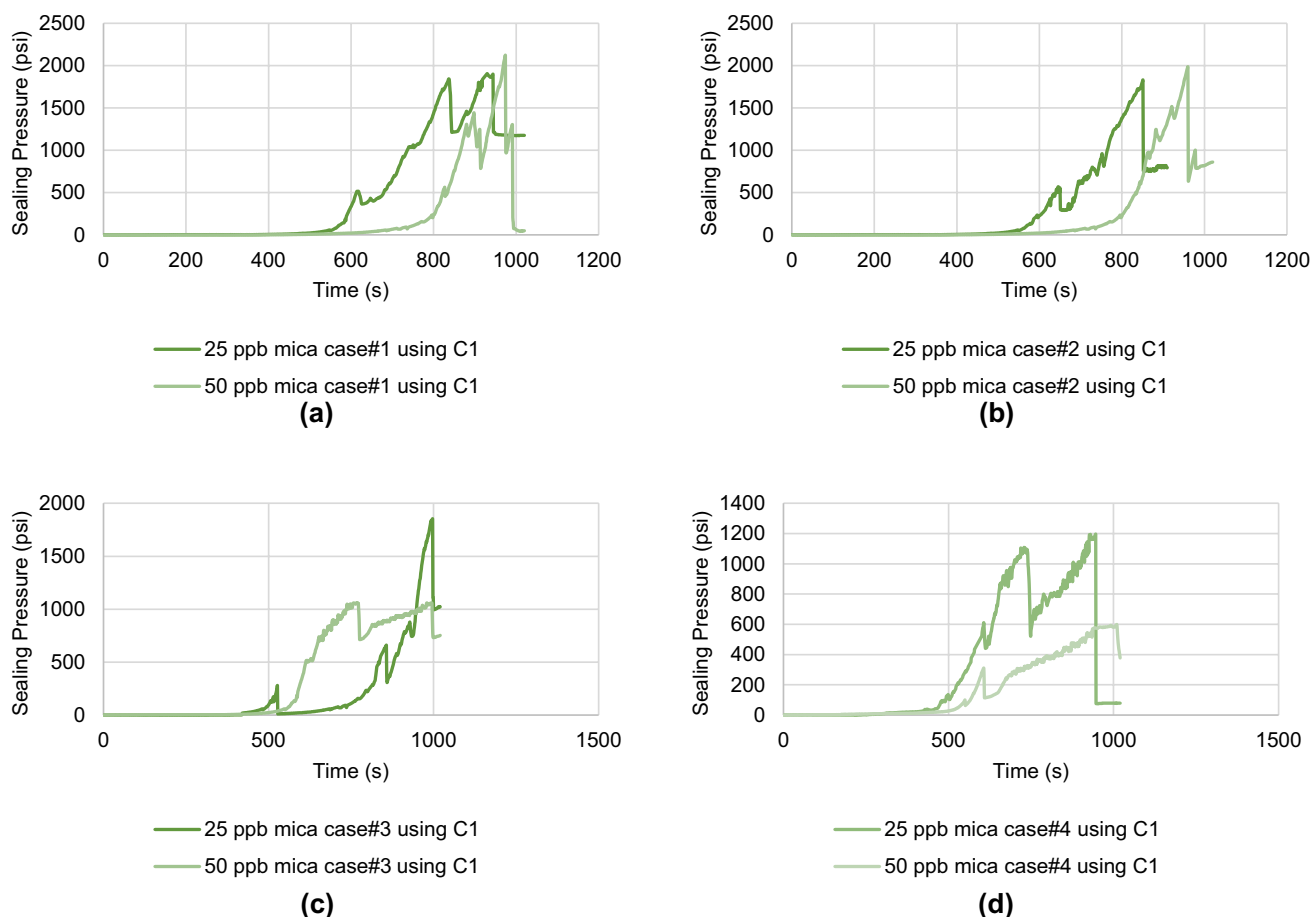 2500
2000
1500
1000
500
0
0 200 400 600 800 1000 1200
Sealing Pressure (psi)
Time (s)
25 ppb mica case#1 using C1
50 ppb mica case#1 using C1
(a)
2500
2000
1500
1000
500
0
0 200 400 600 800 1000 1200
Sealing Pressure (psi)
Time (s)
25 ppb mica case#2 using C1
50 ppb mica case#2 using C1
(b)
2000
1500
1000
500
0
0 500 1000 1500
Sealing Pressure (psi)
Time (s)
25 ppb mica case#3 using C1
50 ppb mica case#3 using C1
(c)
1400
1200
1000
800
600
400
200
0
0 500 1000 1500
Sealing Pressure (psi)
Time (s)
25 ppb mica case#4 using C1
50 ppb mica case#4 using C1
(d)